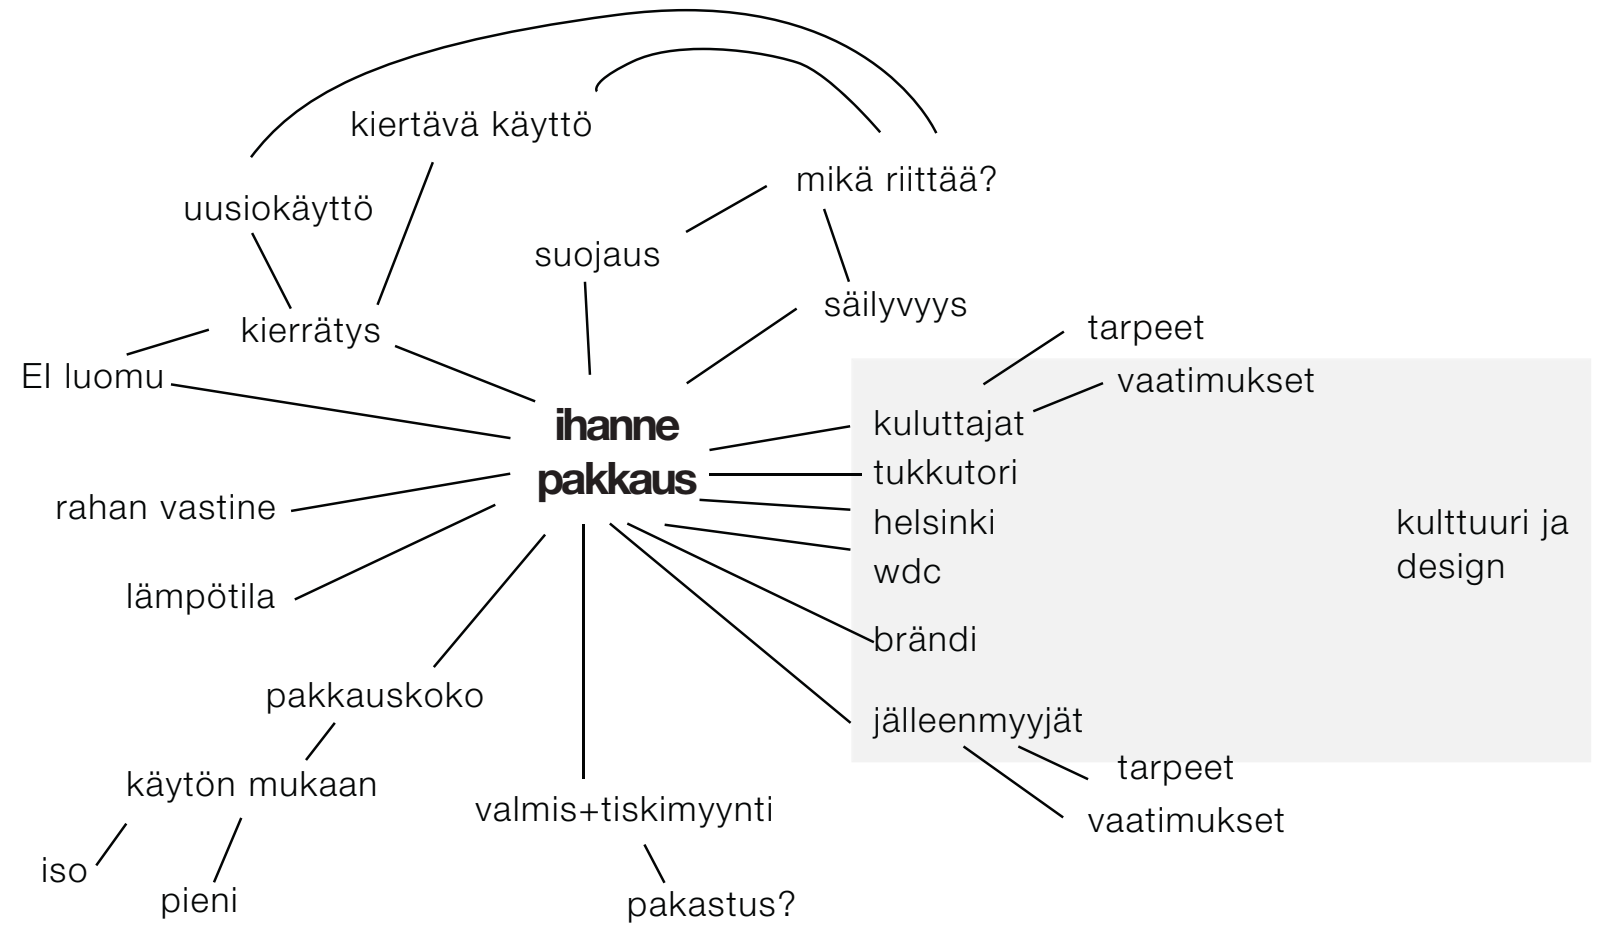 kiertävä käyttö
mikä riittää?
uusiokäyttö
suojaus
säilyvyys
kierrätys
tarpeet
EI luomu
vaatimukset
ihanne
pakkaus
kuluttajat
tukkutori
rahan vastine
helsinki
kulttuuri ja
design
wdc
lämpötila
brändi
pakkauskoko
jälleenmyyjät
tarpeet
käytön mukaan
valmis+tiskimyynti
vaatimukset
iso
pieni
pakastus?